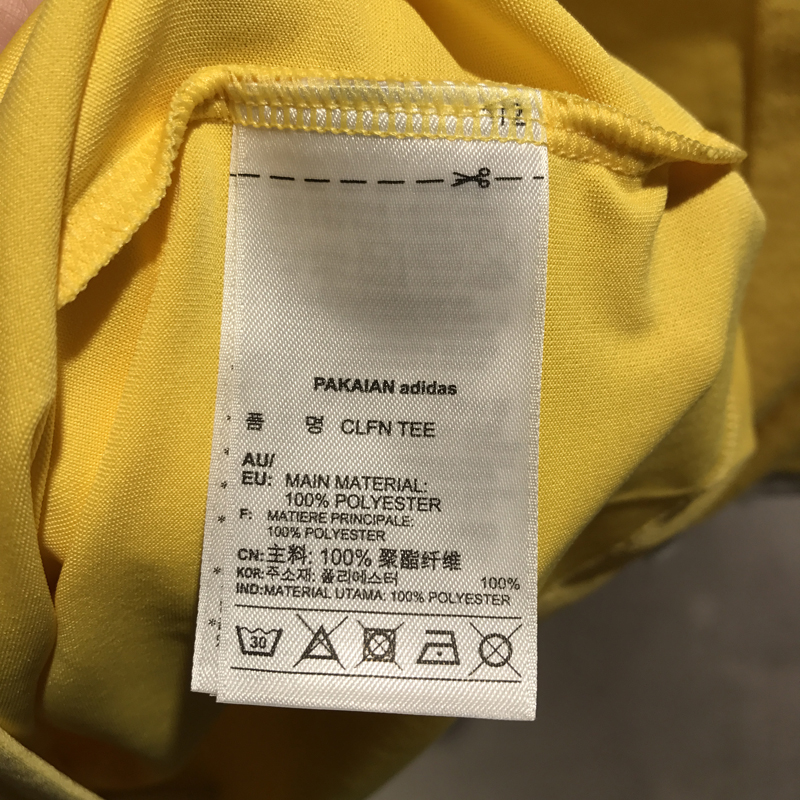 PAKAIAN adidas
품 명 CLFN TEE
AU/
EU: MAIN MATERIAL:
100% POLYESTER
F: MATIERE PRINCIPALE:
100% POLYESTER
CN: 主料: 100% 聚酯纤维
KOR: 주소재: 폴리에스터 100%
IND: MATERIAL UTAMA: 100% POLYESTER
30